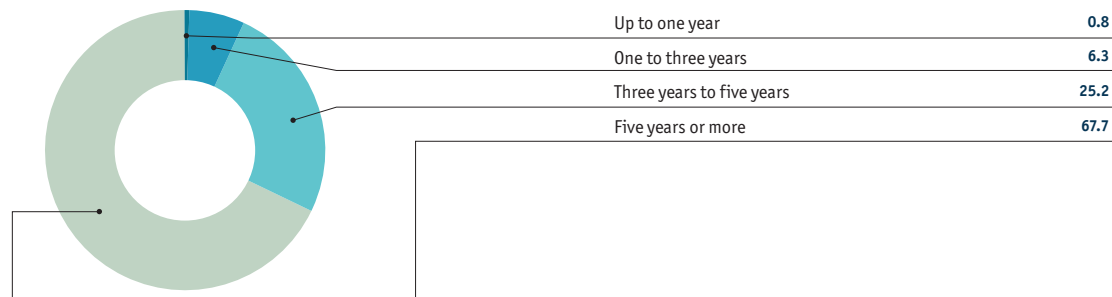 Up to one year 0.8
One to three years 6.3
Three years to five years 25.2
Five years or more 67.7